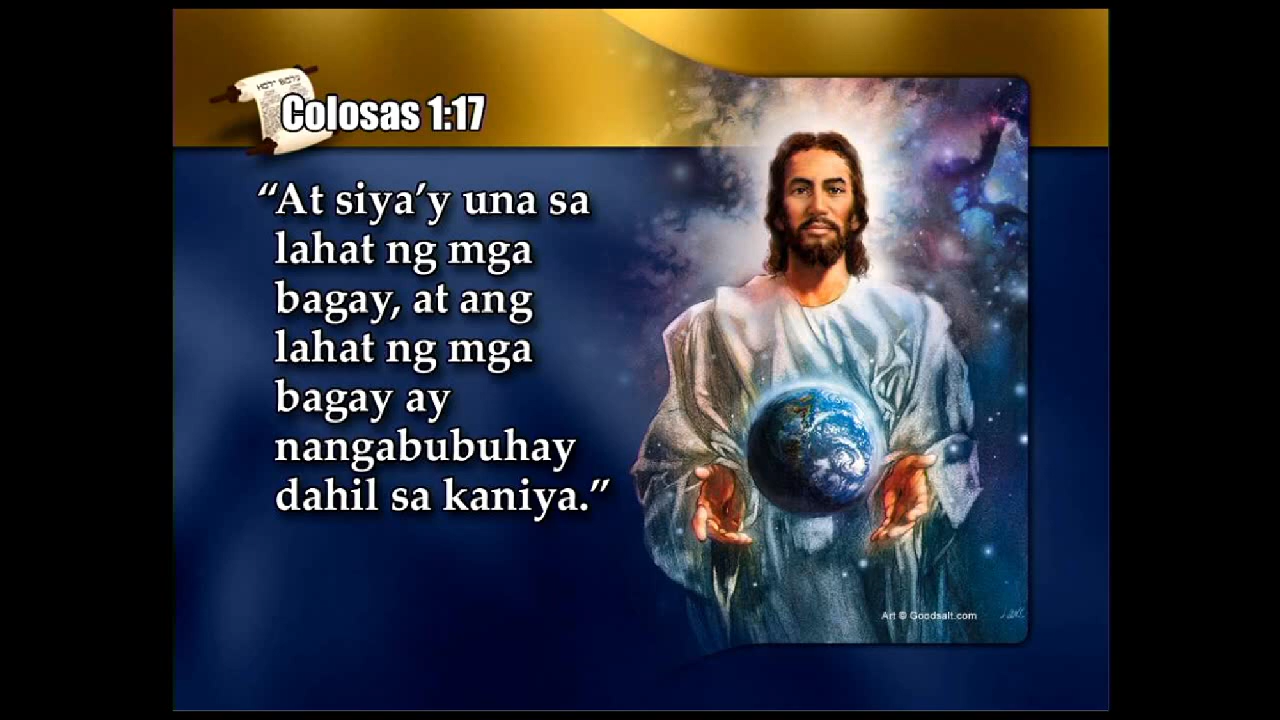 Colosas 1:17
“At siya’y una sa
lahat ng mga
bagay, at ang
lahat ng mga
bagay ay
nangabubuhay
dahil sa kaniya.”
Art © Goodsalt.com